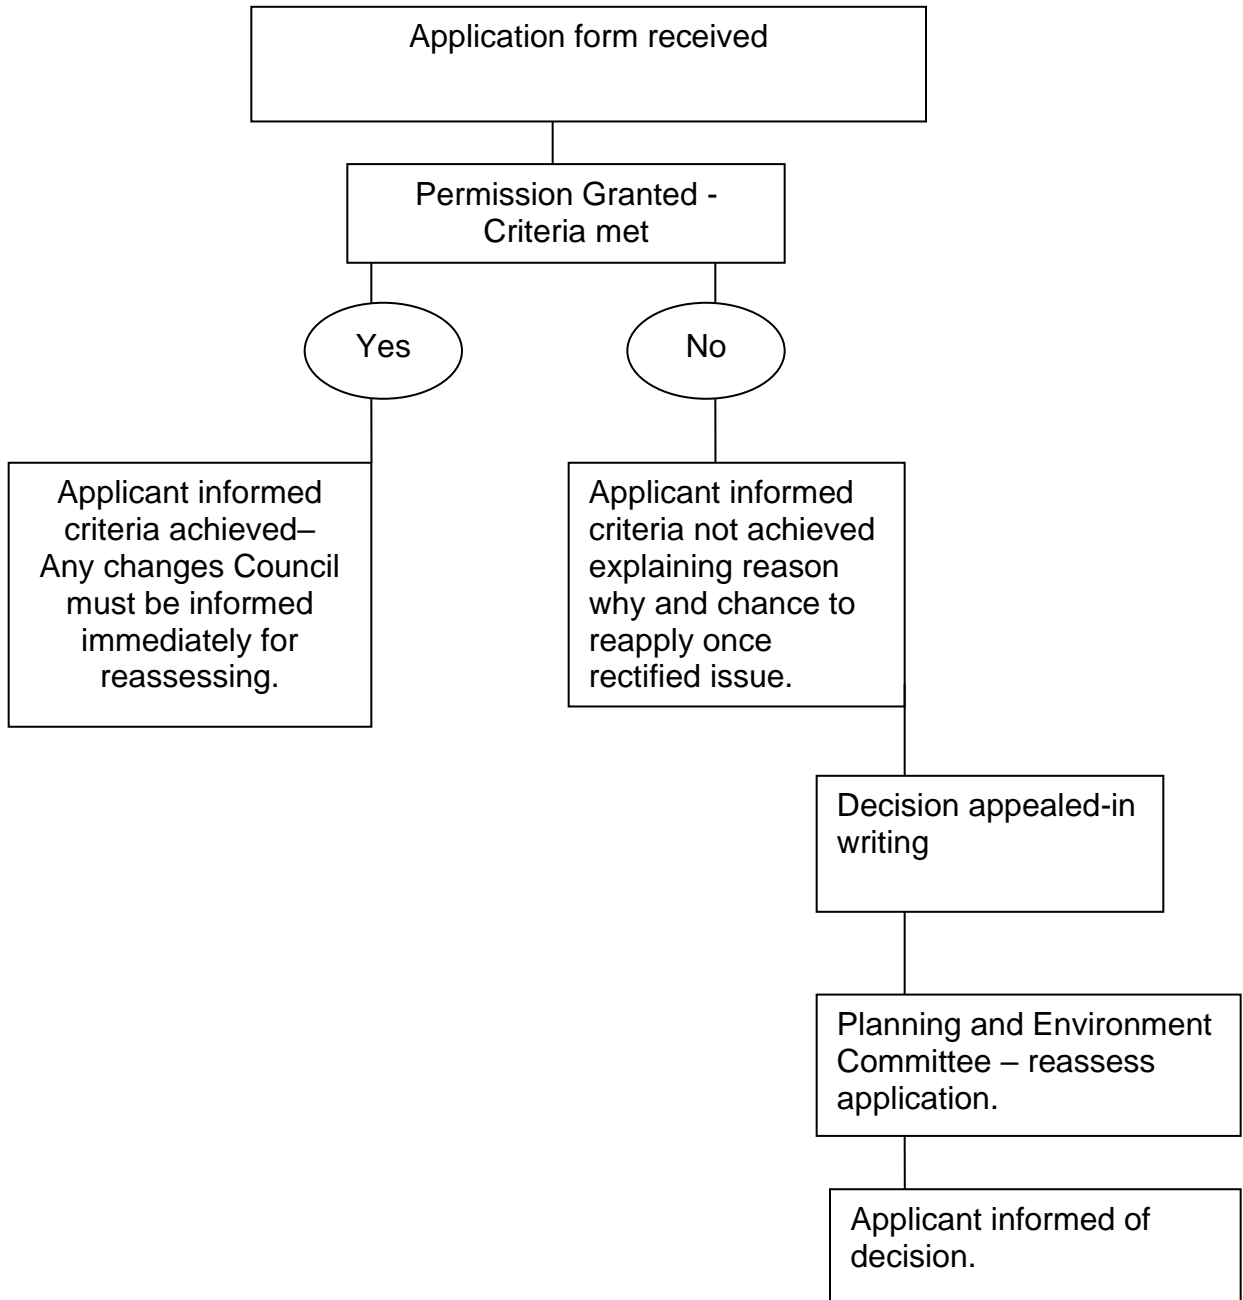 Application form received
Permission Granted -
Criteria met
Yes
No
Applicant informed
criteria achieved–
Any changes Council
must be informed
immediately for
reassessing.
Applicant informed
criteria not achieved
explaining reason
why and chance to
reapply once
rectified issue.
Decision appealed-in
writing
Planning and Environment
Committee – reassess
application.
Applicant informed of
decision.